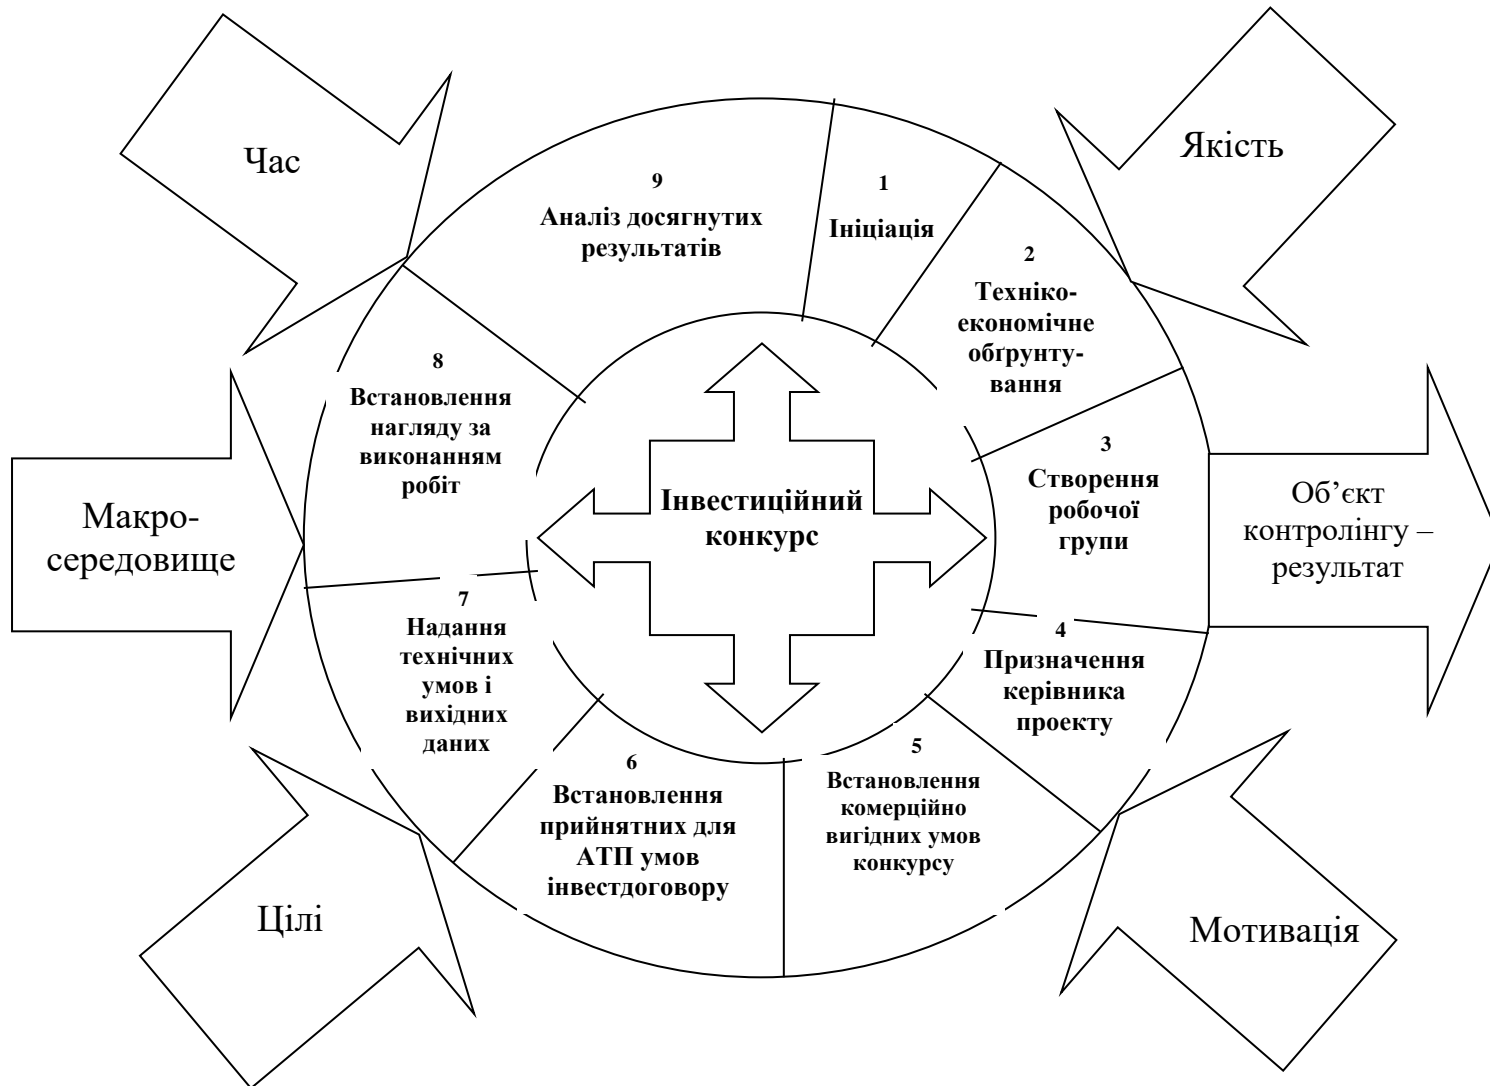 Час
Якість
9
Аналіз досягнутих
результатів
1
Ініціація
2
Техніко-
економічне
обґрунту-
вання
3
Створення
робочої
групи
4
Призначення
керівника
проекту
5
Встановлення
комерційно
вигідних умов
конкурсу
6
Встановлення
прийнятних для
АТП умов
інвестдоговору
7
Надання
технічних
умов і
вихідних
даних
8
Встановлення
нагляду за
виконанням
робіт
Інвестиційний
конкурс
Макро-
середовище
Об’єкт
контролінгу –
результат
Цілі
Мотивація